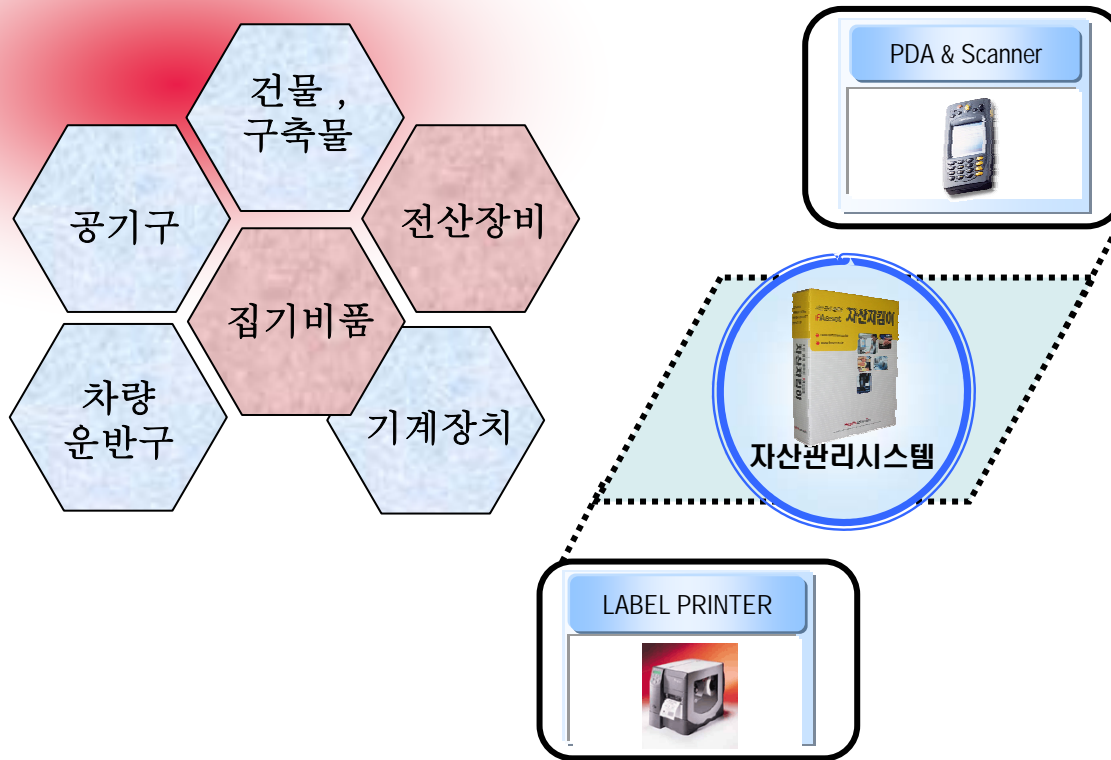 건물 ,
구축물
공기구
전산장비
집기비품
차량
운반구
기계장치
PDA & Scanner
자산지킴이
자산관리시스템
LABEL PRINTER